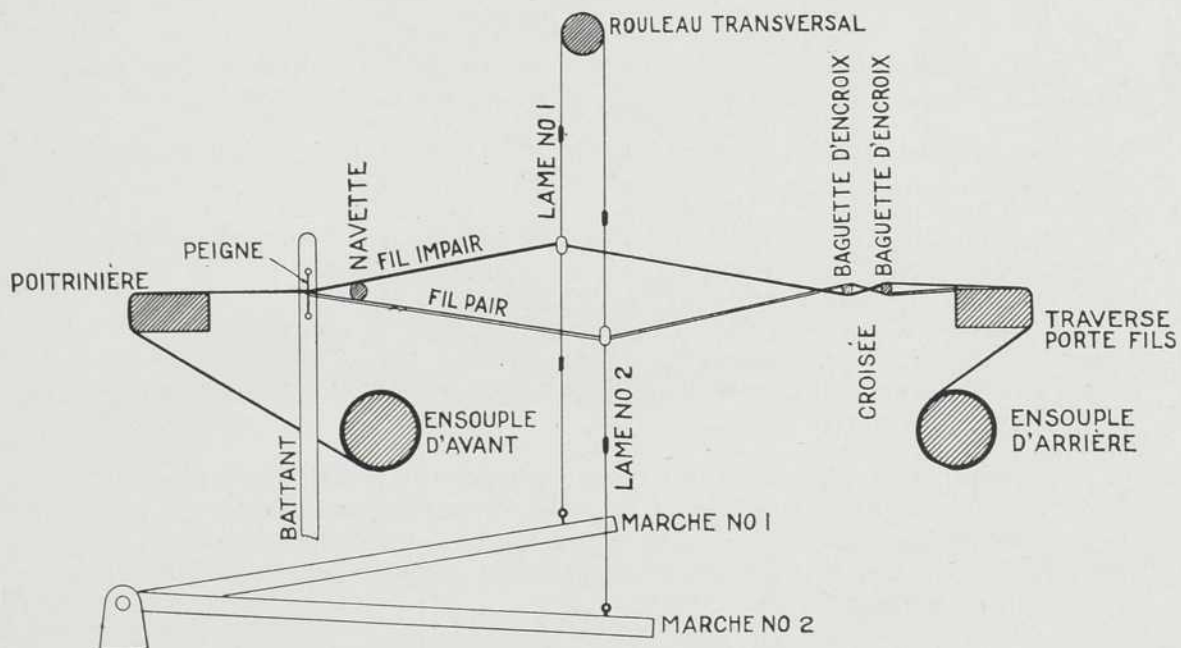 ROULEAU TRANSVERSAL
LAME NO 1
BAGUETTE D'ENCROIX
BAGUETTE D'ENCROIX
NAVETTE
PEIGNE
FIL IMPAIR
POITRINIÈRE
FIL PAIR
TRAVERSE
PORTE FILS
CROISÉE
LAME NO 2
ENSOUPLE
D'AVANT
ENSOUPLE
D'ARRIÈRE
BATTANT
MARCHE NO 1
MARCHE NO 2